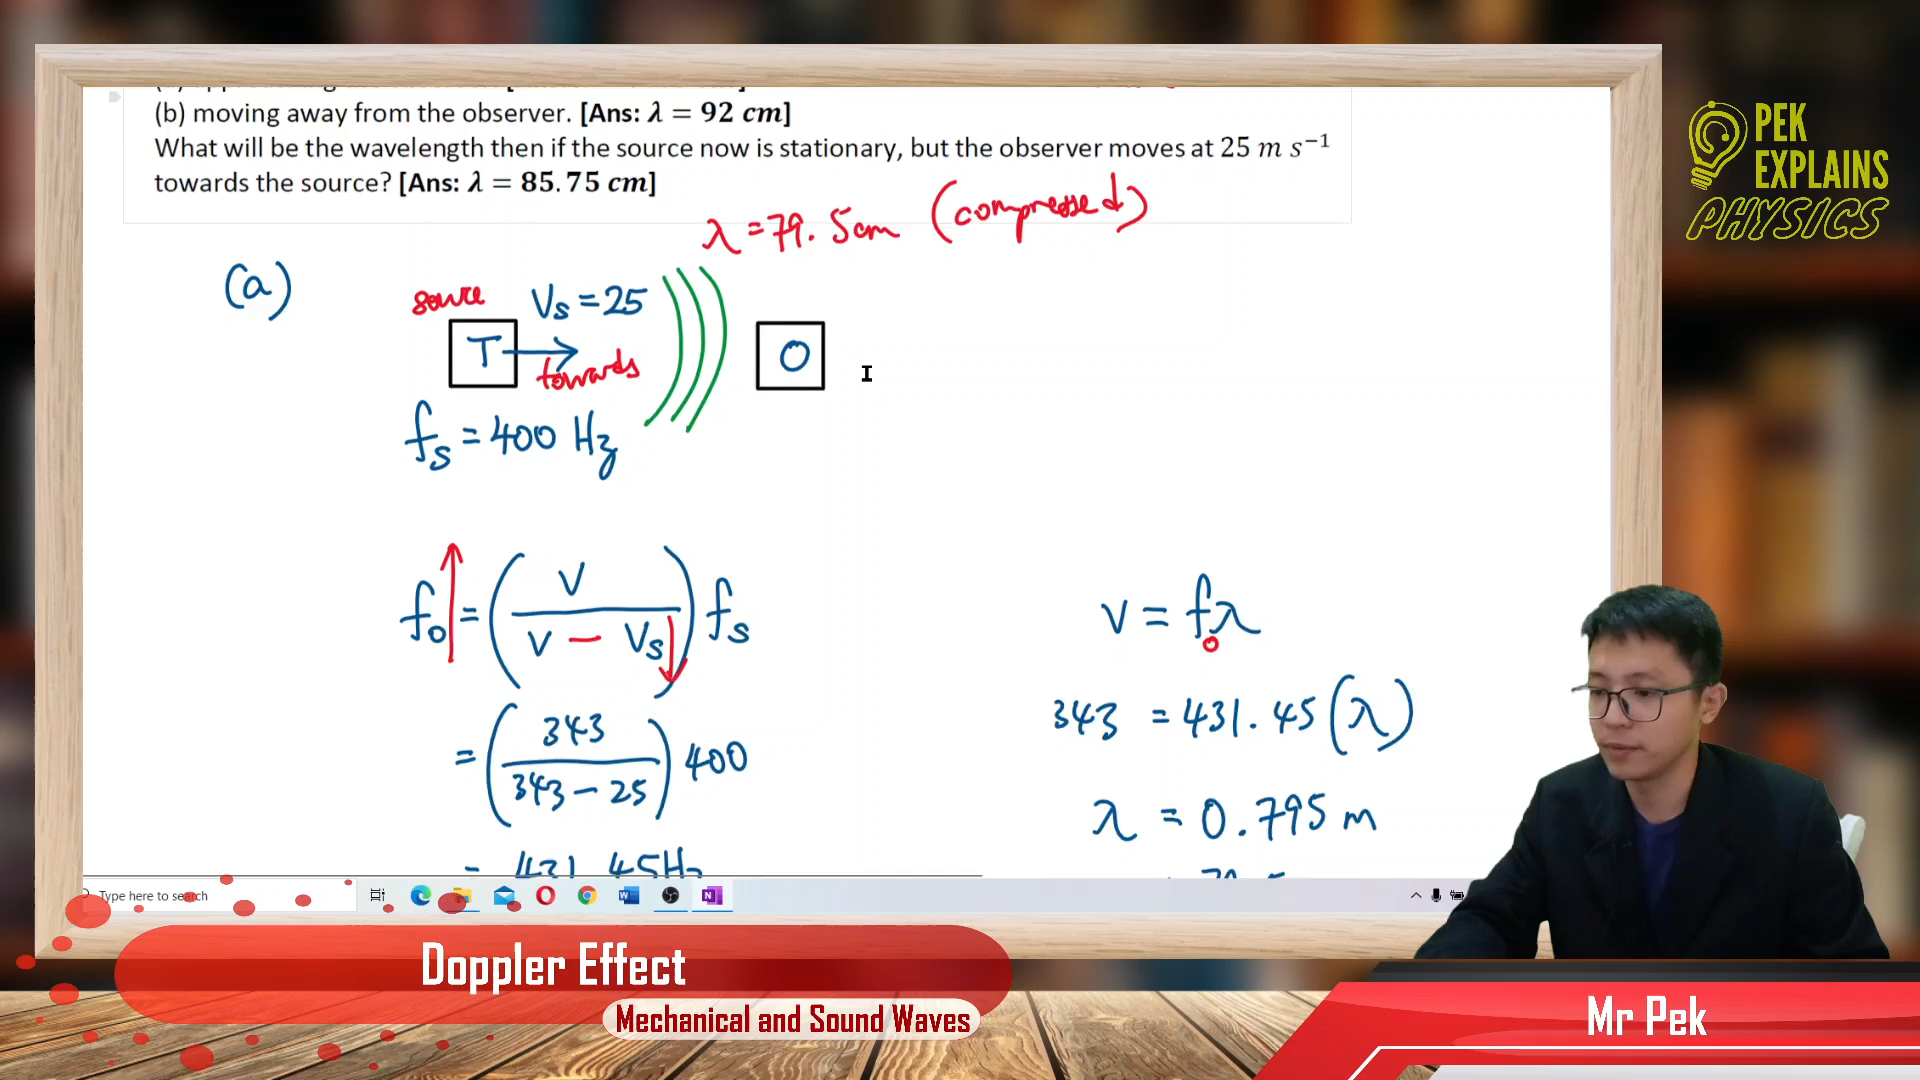 (b) moving away from the observer. [Ans: λ = 92 cm]
What will be the wavelength then if the source now is stationary, but the observer moves at 25 m s⁻¹
towards the source? [Ans: λ = 85.75 cm]
λ = 79.5cm (compressed)
(a)
source
Vs = 25
T
towards
O
fs = 400 Hz
fo = (V / V − Vs) fs
= (343 / 343 − 25) 400
= 431.45Hz
v = foλ
343 = 431.45 (λ)
λ = 0.795 m
PEK
EXPLAINS
PHYSICS
Type here to search
Doppler Effect
Mechanical and Sound Waves
Mr Pek